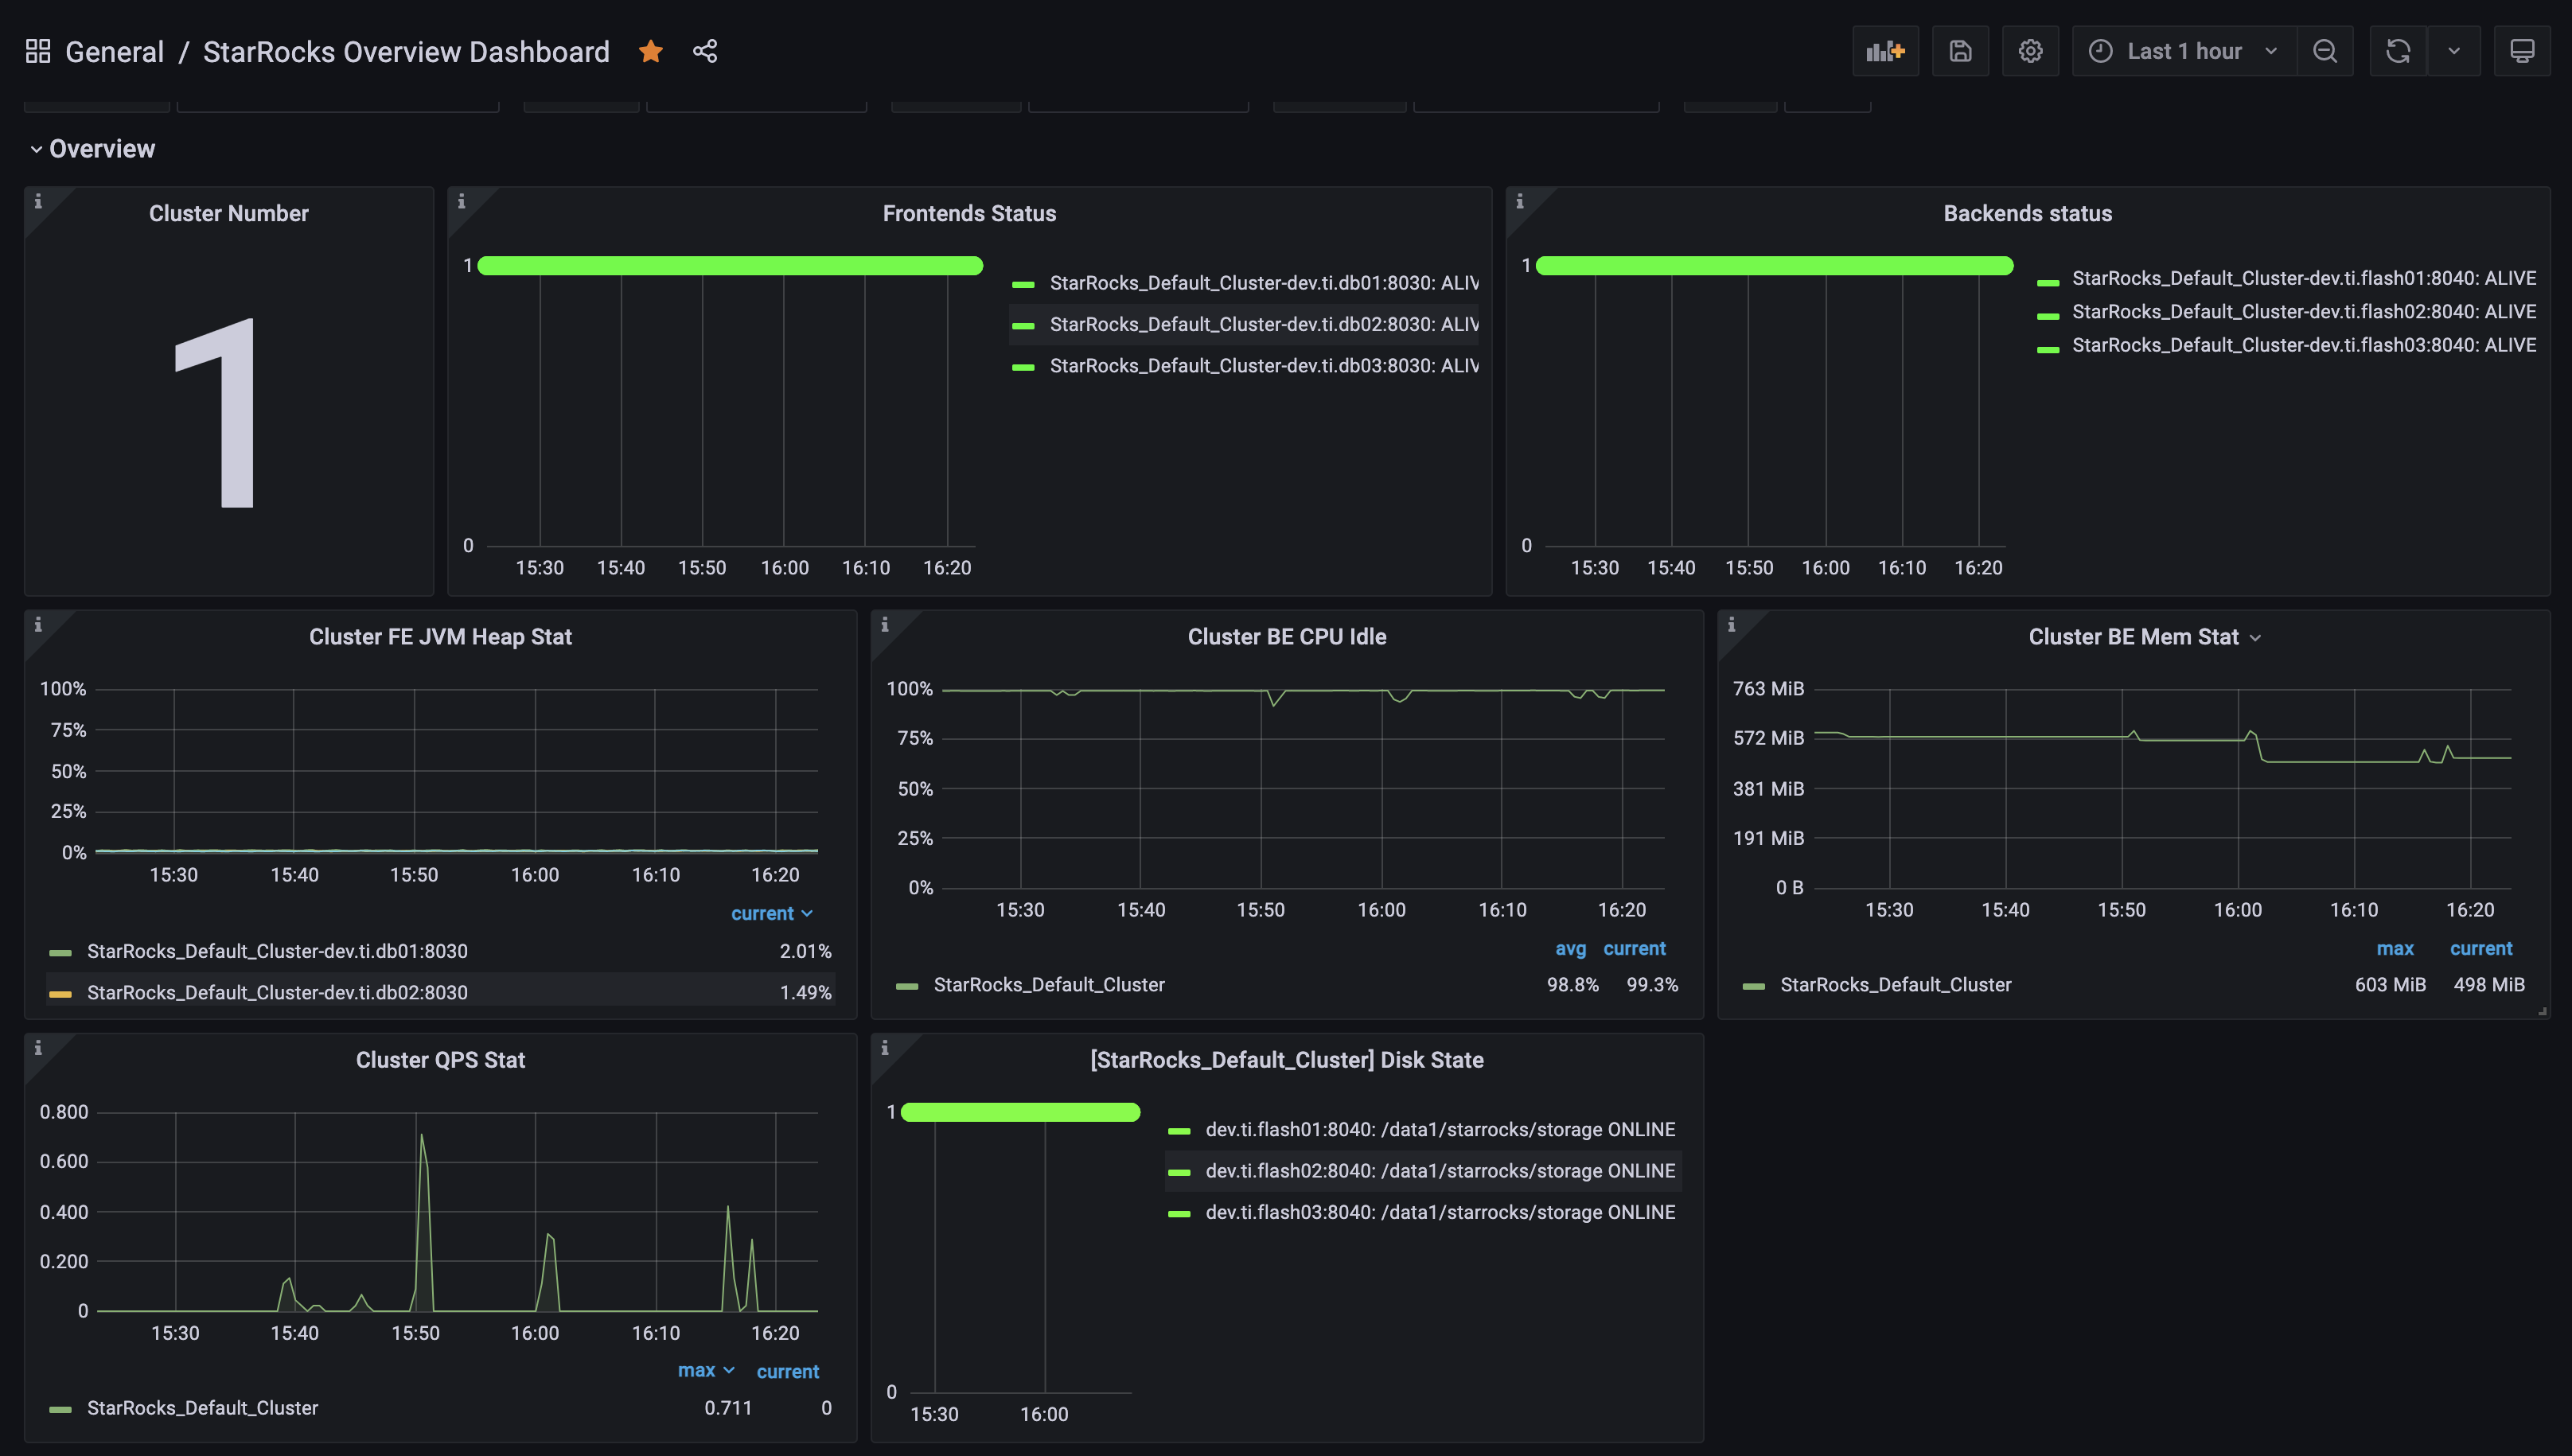 General / StarRocks Overview Dashboard
Last 1 hour
Overview
Cluster Number
1
Frontends Status
1
0
15:30 15:40 15:50 16:00 16:10 16:20
StarRocks_Default_Cluster-dev.ti.db01:8030: ALIV
StarRocks_Default_Cluster-dev.ti.db02:8030: ALIV
StarRocks_Default_Cluster-dev.ti.db03:8030: ALIV
Backends status
1
0
15:30 15:40 15:50 16:00 16:10 16:20
StarRocks_Default_Cluster-dev.ti.flash01:8040: ALIVE
StarRocks_Default_Cluster-dev.ti.flash02:8040: ALIVE
StarRocks_Default_Cluster-dev.ti.flash03:8040: ALIVE
Cluster FE JVM Heap Stat
100%
75%
50%
25%
0%
15:30 15:40 15:50 16:00 16:10 16:20
current
StarRocks_Default_Cluster-dev.ti.db01:8030 2.01%
StarRocks_Default_Cluster-dev.ti.db02:8030 1.49%
Cluster BE CPU Idle
100%
75%
50%
25%
0%
15:30 15:40 15:50 16:00 16:10 16:20
avg current
StarRocks_Default_Cluster 98.8% 99.3%
Cluster BE Mem Stat
763 MiB
572 MiB
381 MiB
191 MiB
0 B
15:30 15:40 15:50 16:00 16:10 16:20
max current
StarRocks_Default_Cluster 603 MiB 498 MiB
Cluster QPS Stat
0.800
0.600
0.400
0.200
0
15:30 15:40 15:50 16:00 16:10 16:20
max current
StarRocks_Default_Cluster 0.711 0
[StarRocks_Default_Cluster] Disk State
1
0
15:30 16:00
dev.ti.flash01:8040: /data1/starrocks/storage ONLINE
dev.ti.flash02:8040: /data1/starrocks/storage ONLINE
dev.ti.flash03:8040: /data1/starrocks/storage ONLINE